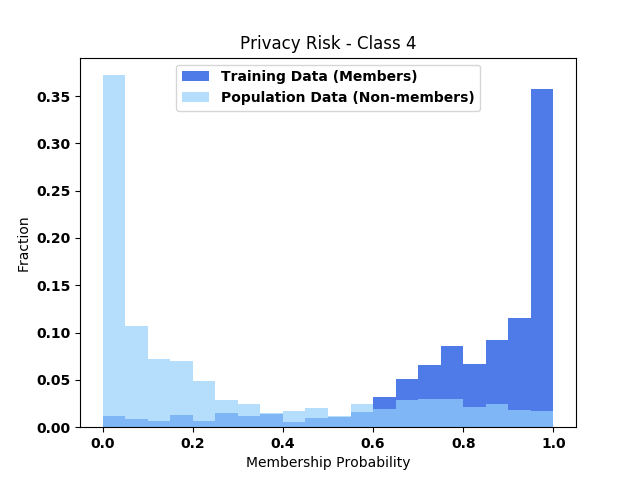 Privacy Risk - Class 4
Training Data (Members)
Population Data (Non-members)
Fraction
0.35
0.30
0.25
0.20
0.15
0.10
0.05
0.00
0.0 0.2 0.4 0.6 0.8 1.0
Membership Probability